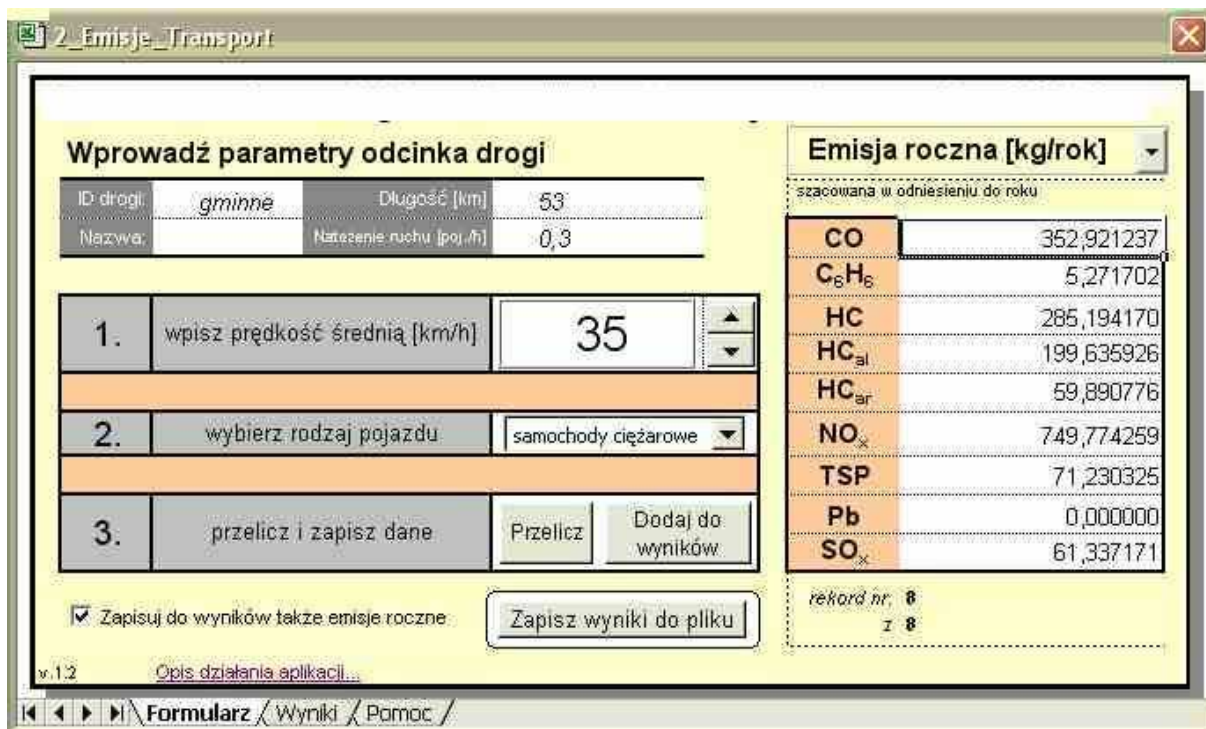 2_Emisje_Transport
Wprowadź parametry odcinka drogi
ID drogi: gminne Długość [km] 53
Nazwa: Natężenie ruchu [poj./h] 0,3
1. wpisz prędkość średnią [km/h] 35
2. wybierz rodzaj pojazdu samochody ciężarowe
3. przelicz i zapisz dane Przelicz Dodaj do wyników
Zapisuj do wyników także emisje roczne Zapisz wyniki do pliku
v.1.2 Opis działania aplikacji...
Emisja roczna [kg/rok]
szacowana w odniesieniu do roku
CO 352,921237
C₆H₆ 5,271702
HC 285,194170
HCal 199,635926
HCar 59,890776
NOx 749,774259
TSP 71,230325
Pb 0,000000
SOx 61,337171
rekord nr. 8
z 8
Formularz / Wyniki / Pomoc /